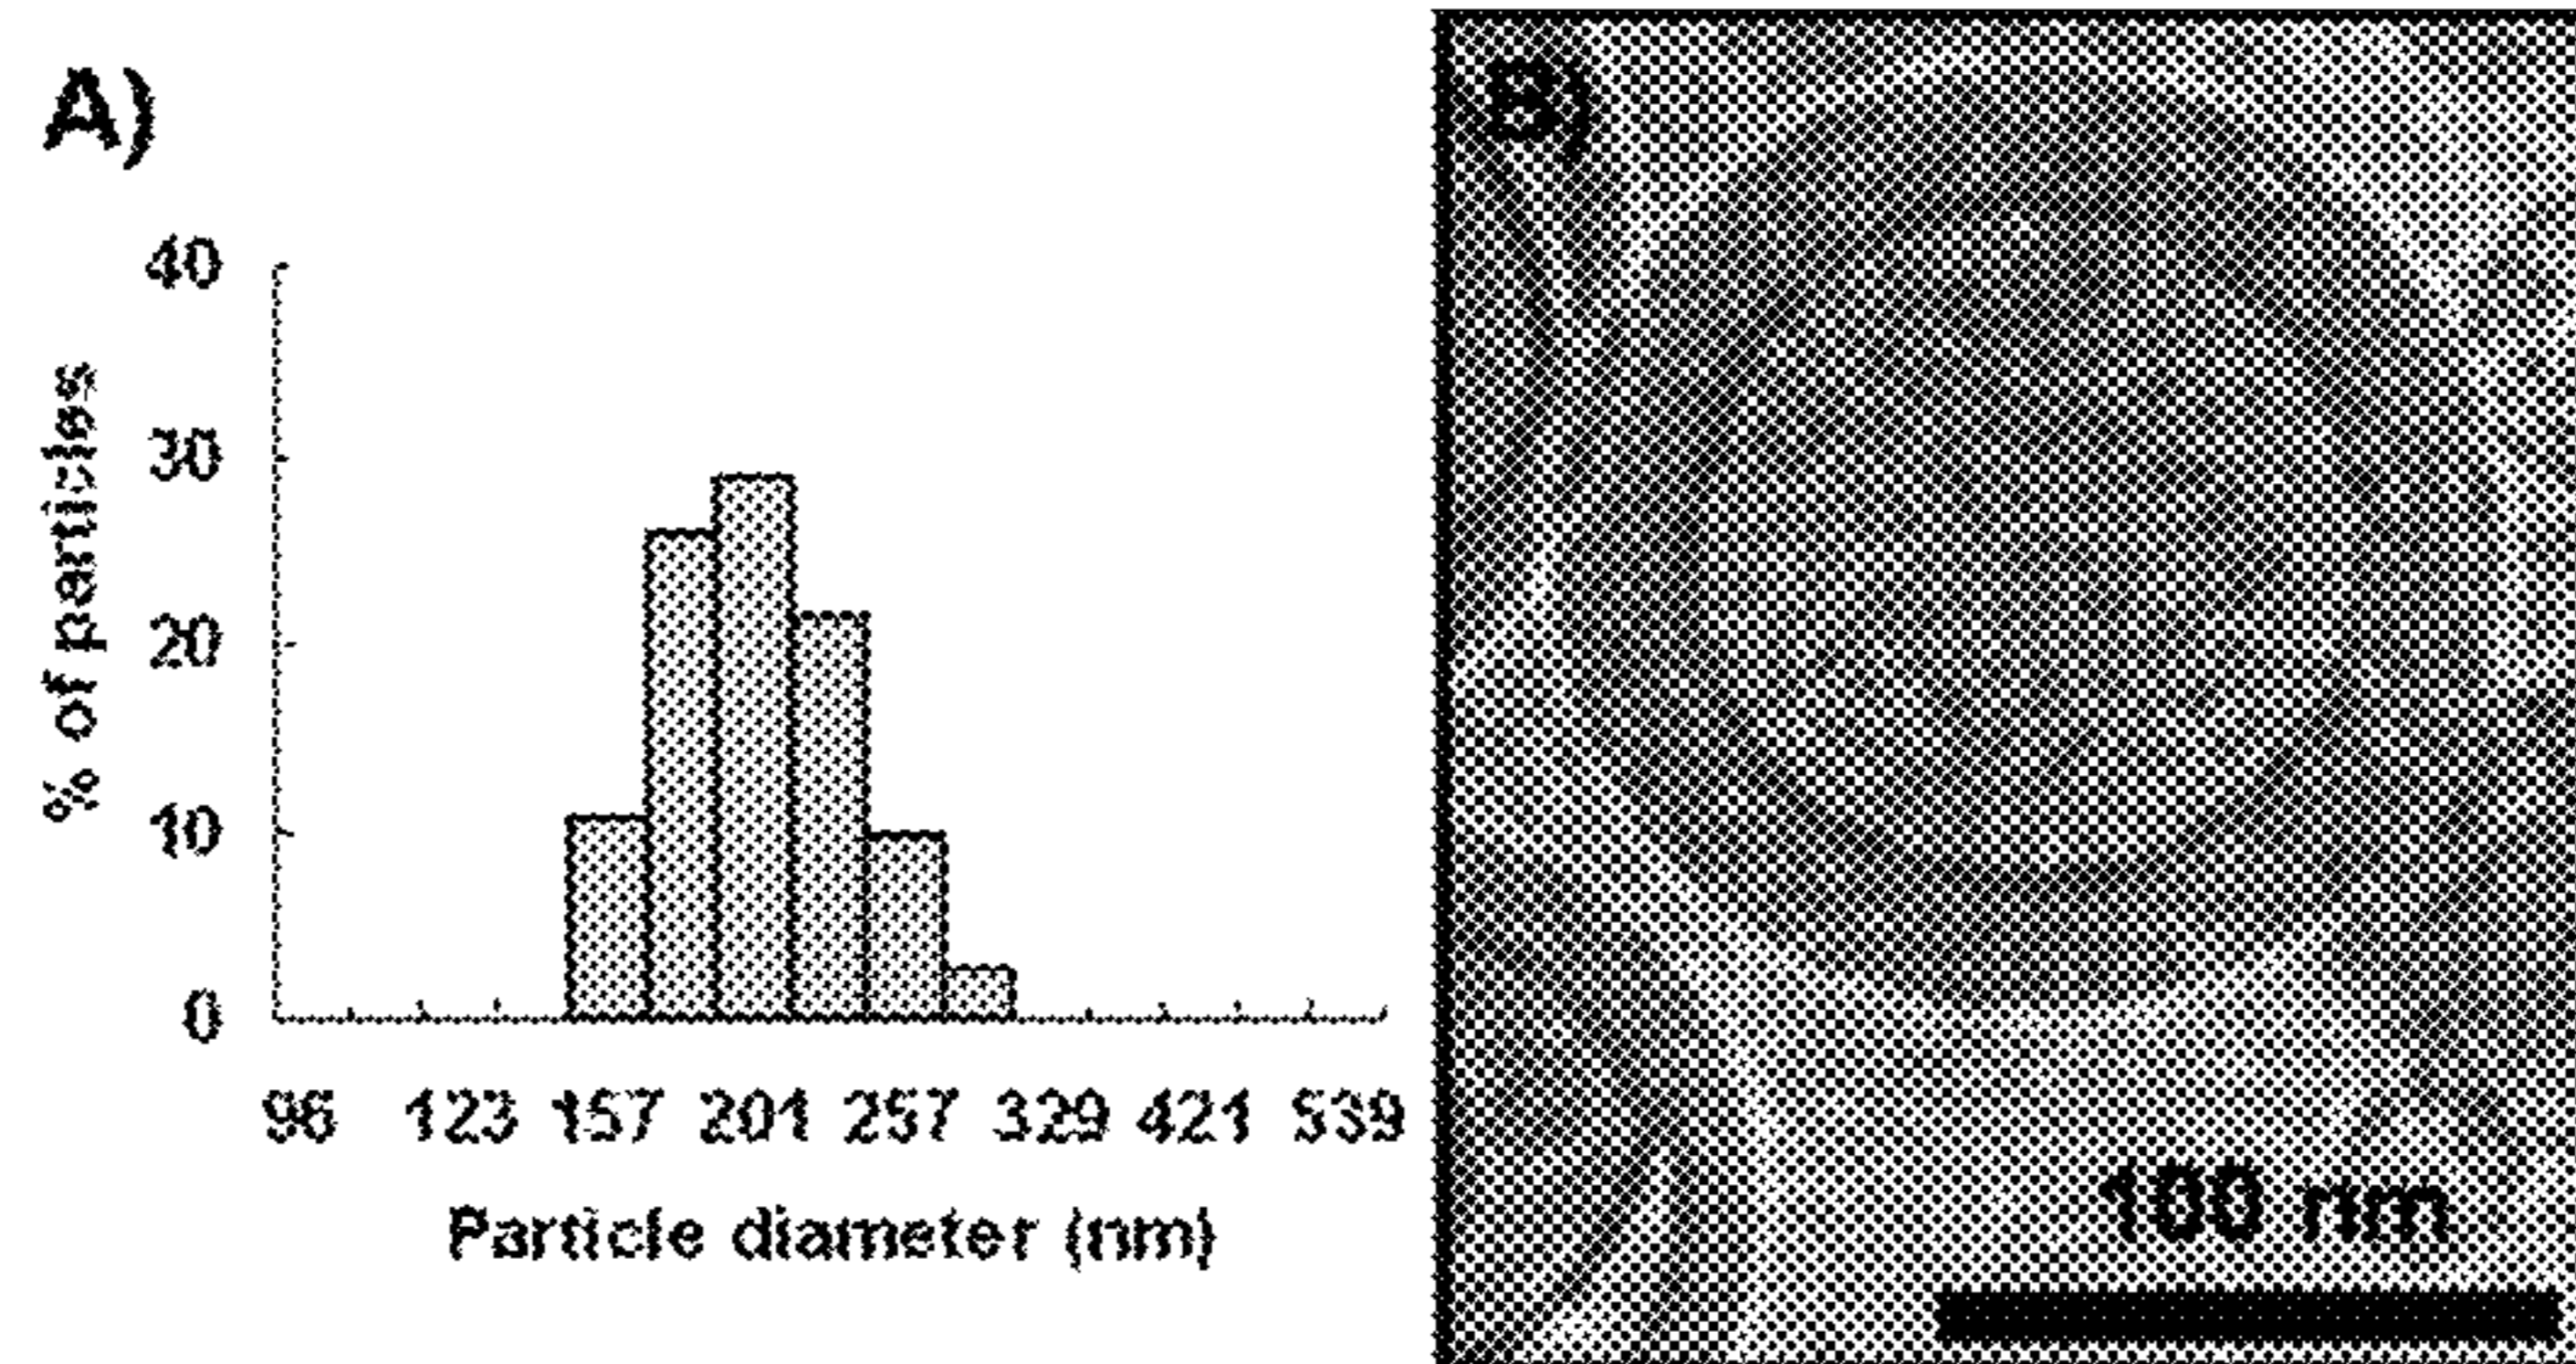 A)
B)
40
30
20
10
0
% of particles
96 123 157 201 257 329 421 539
Particle diameter (nm)
100 nm